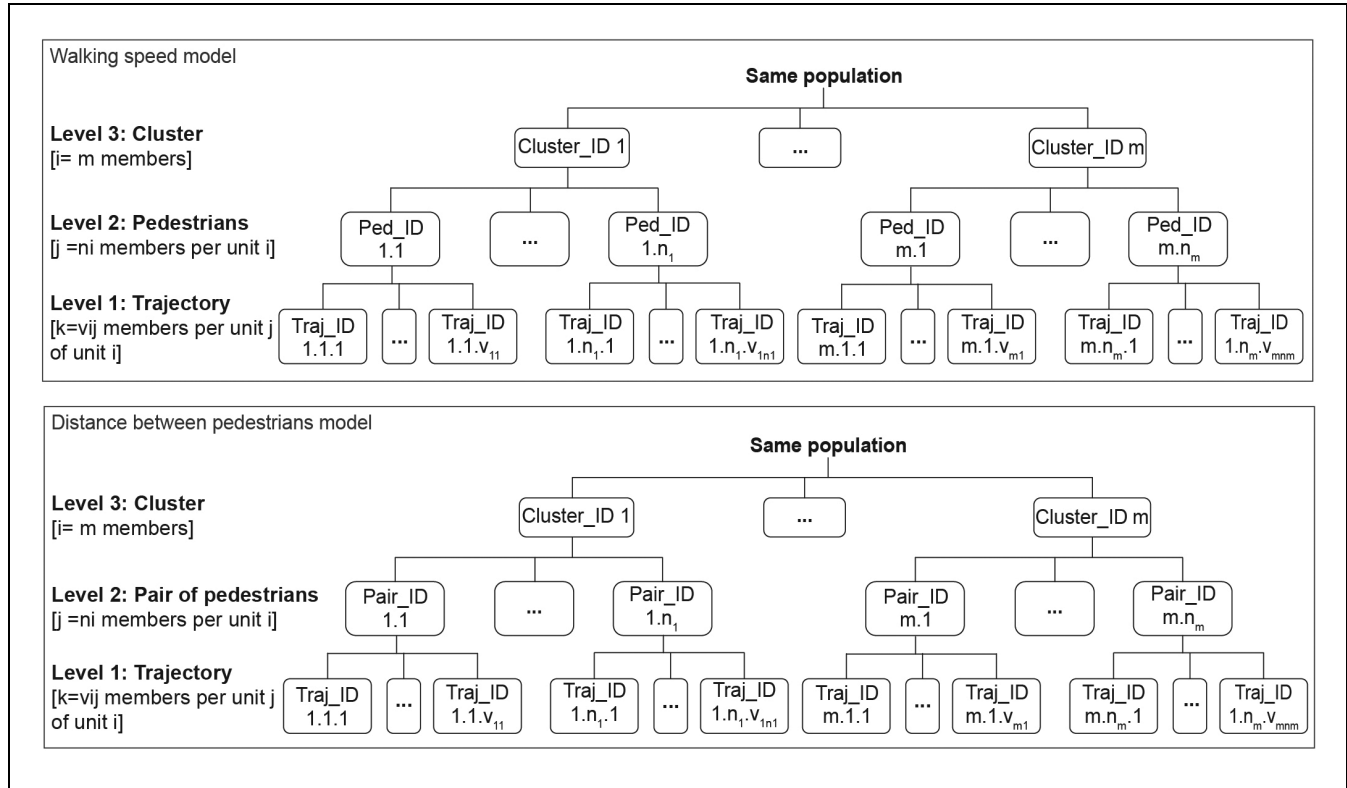 Walking speed model
Same population
Level 3: Cluster
[i= m members]
Cluster_ID 1
...
Cluster_ID m
Level 2: Pedestrians
[j =ni members per unit i]
Ped_ID
1.1
...
Ped_ID
1.n₁
Ped_ID
m.1
...
Ped_ID
m.nₘ
Level 1: Trajectory
[k=vij members per unit j
of unit i]
Traj_ID
1.1.1
...
Traj_ID
1.1.v₁₁
Traj_ID
1.n₁.1
...
Traj_ID
1.n₁.v₁ₙ₁
Traj_ID
m.1.1
...
Traj_ID
m.1.vₘ₁
Traj_ID
m.nₘ.1
...
Traj_ID
1.nₘ.vₘₙₘ
Distance between pedestrians model
Same population
Level 3: Cluster
[i= m members]
Cluster_ID 1
...
Cluster_ID m
Level 2: Pair of pedestrians
[j =ni members per unit i]
Pair_ID
1.1
...
Pair_ID
1.n₁
Pair_ID
m.1
...
Pair_ID
m.nₘ
Level 1: Trajectory
[k=vij members per unit j
of unit i]
Traj_ID
1.1.1
...
Traj_ID
1.1.v₁₁
Traj_ID
1.n₁.1
...
Traj_ID
1.n₁.v₁ₙ₁
Traj_ID
m.1.1
...
Traj_ID
m.1.vₘ₁
Traj_ID
m.nₘ.1
...
Traj_ID
1.nₘ.vₘₙₘ